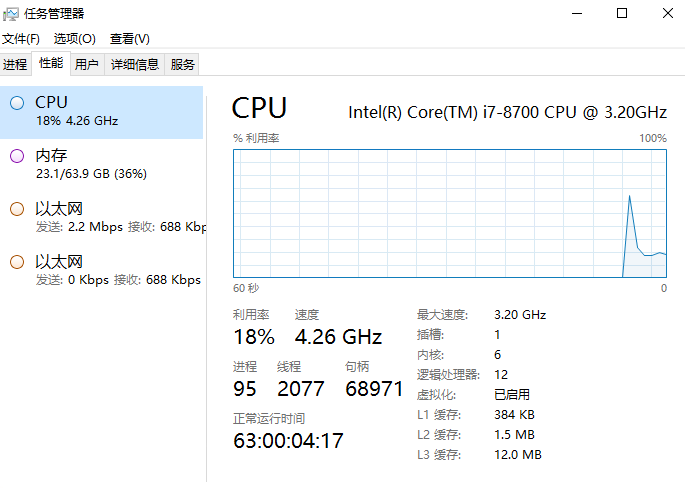 任务管理器
文件(F) 选项(O) 查看(V)
进程 性能 用户 详细信息 服务
CPU
18% 4.26 GHz
内存
23.1/63.9 GB (36%)
以太网
发送: 2.2 Mbps 接收: 688 Kbp
以太网
发送: 0 Kbps 接收: 688 Kbps
CPU Intel(R) Core(TM) i7-8700 CPU @ 3.20GHz
% 利用率 100%
60 秒 0
利用率 速度
18% 4.26 GHz
进程 线程 句柄
95 2077 68971
正常运行时间
63:00:04:17
最大速度: 3.20 GHz
插槽: 1
内核: 6
逻辑处理器: 12
虚拟化: 已启用
L1 缓存: 384 KB
L2 缓存: 1.5 MB
L3 缓存: 12.0 MB